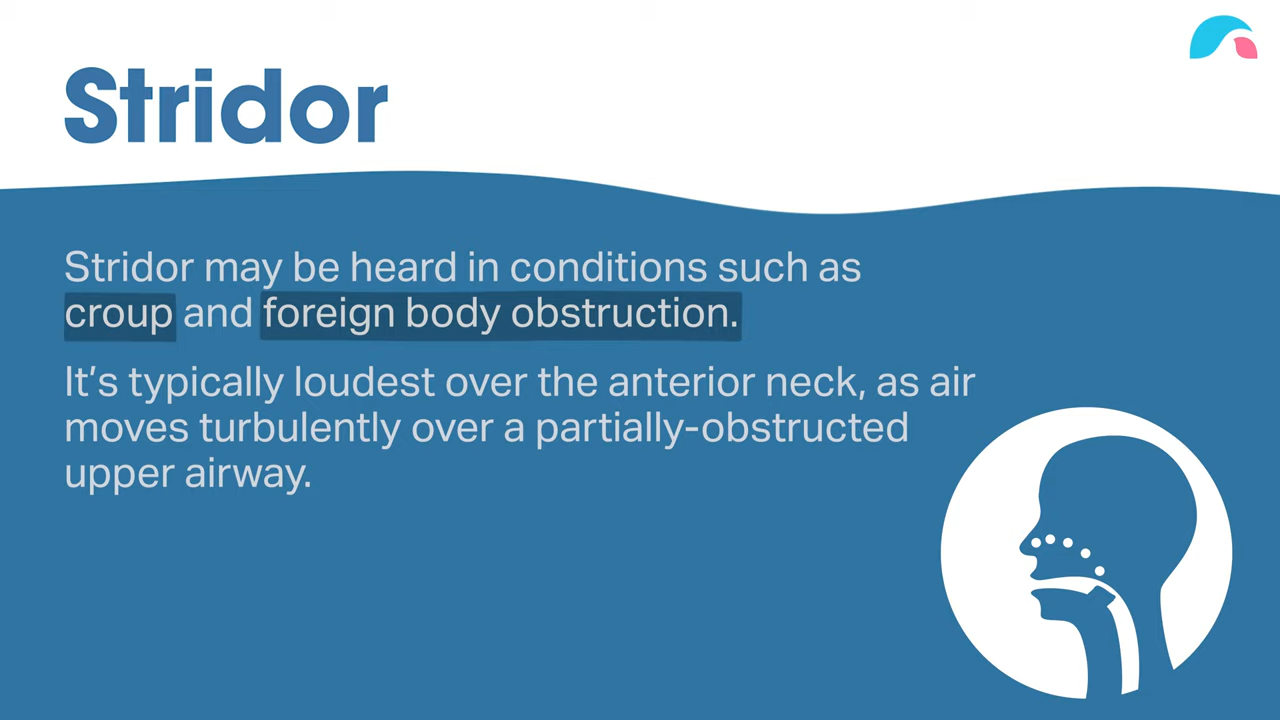 Stridor
Stridor may be heard in conditions such as
croup and foreign body obstruction.
It’s typically loudest over the anterior neck, as air
moves turbulently over a partially-obstructed
upper airway.